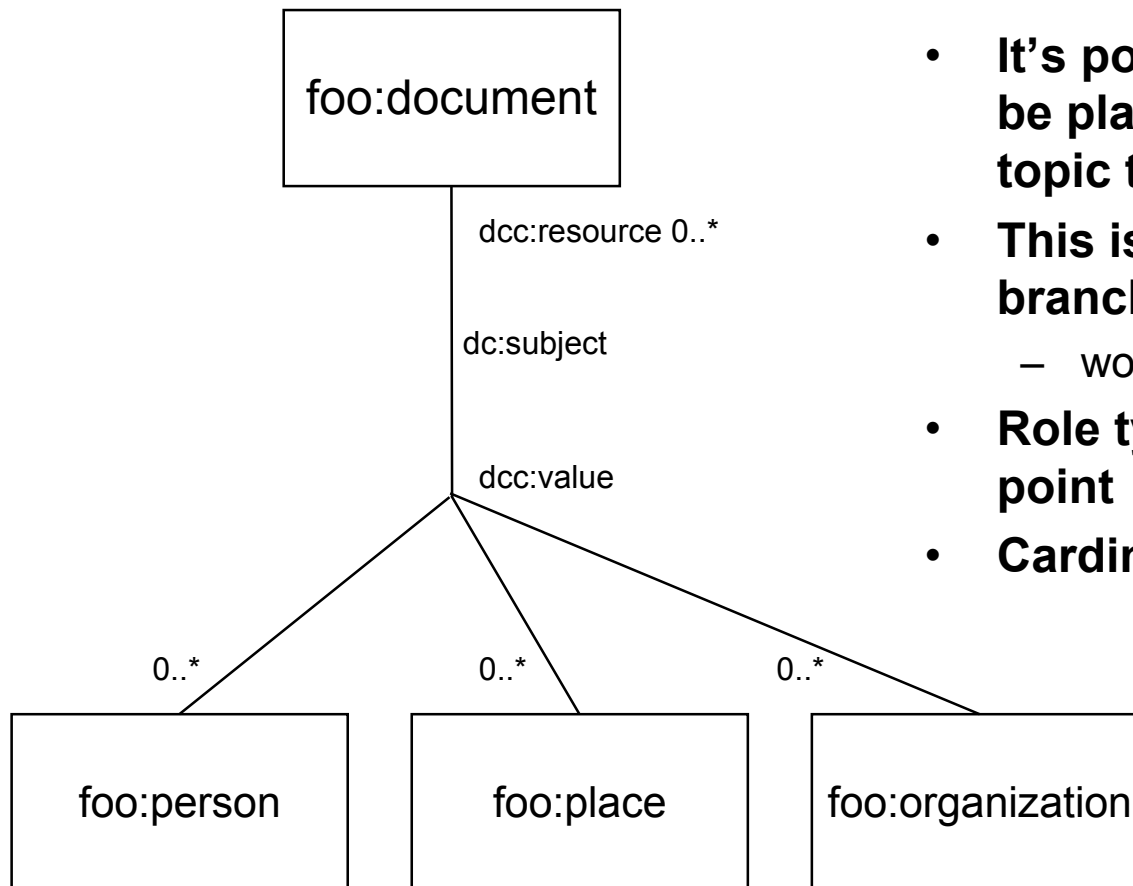 foo:document
dcc:resource 0..*
dc:subject
dcc:value
0..*
0..*
0..*
foo:person
foo:place
foo:organization
• It’s po
be pla
topic t
• This is
branch
– wo
• Role ty
point
• Cardin